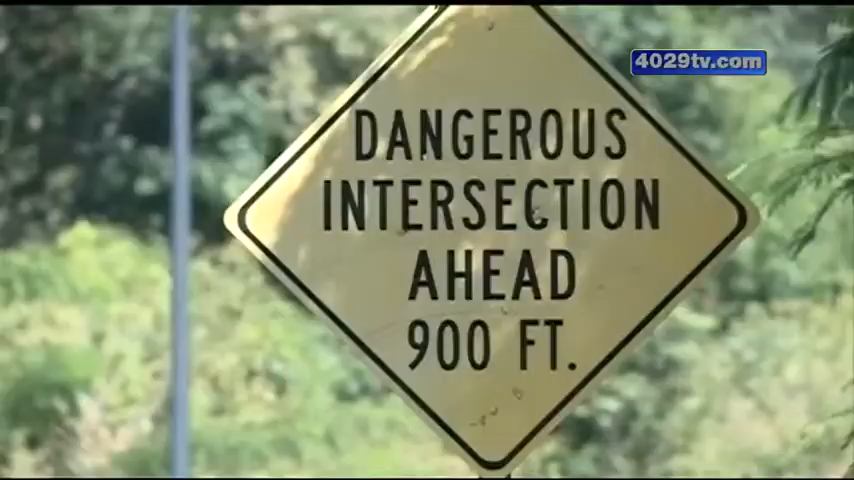 4029tv.com
DANGEROUS
INTERSECTION
AHEAD
900 FT.